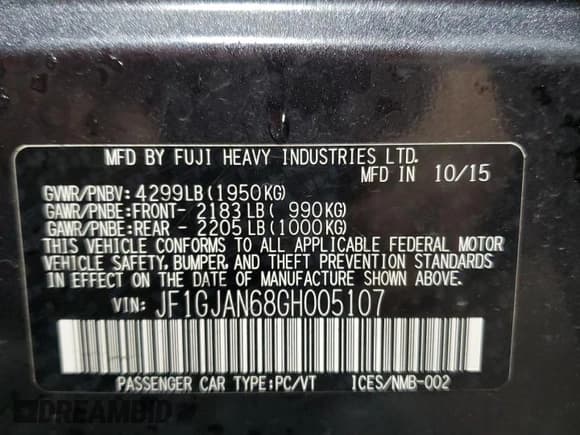 MFD BY FUJI HEAVY INDUSTRIES LTD.
MFD IN 10/15
GVWR/PNBV: 4299LB(1950KG)
GAWR/PNBE:FRONT- 2183 LB( 990KG)
GAWR/PNBE:REAR - 2205 LB(1000KG)
THIS VEHICLE CONFORMS TO ALL APPLICABLE FEDERAL MOTOR
VEHICLE SAFETY, BUMPER, AND THEFT PREVENTION STANDARDS
IN EFFECT ON THE DATE OF MANUFACTURE SHOWN ABOVE.
VIN: JF1GJAN68GH005107
PASSENGER CAR TYPE:PC/VT ICES/NMB-002
DREAMBID